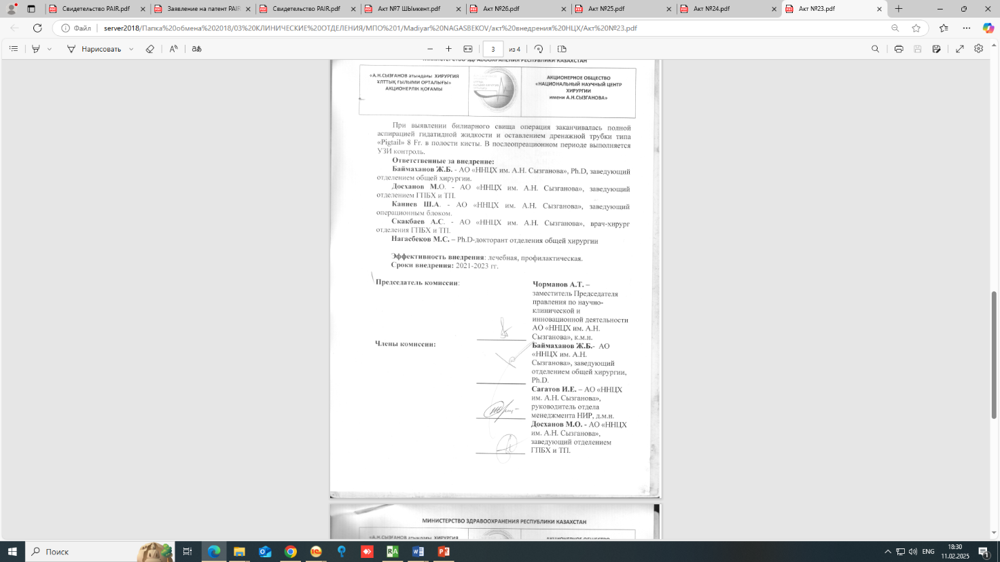 Свидетельство PAIR.pdf
Заявление на патент PAIR
Свидетельство PAIR.pdf
Акт №7 Шымкент.pdf
Акт №26.pdf
Акт №25.pdf
Акт №24.pdf
Акт №23.pdf
Файл
server2018/Папка%20обмена%202018/03%20КЛИНИЧЕСКИЕ%20ОТДЕЛЕНИЯ/МПО%201/Madiyar%20NAGASBEKOV/акт%20внедрения%20НЦХ/Акт%20№23.pdf
Нарисовать
3 из 4
МИНИСТЕРСТВО ЗДРАВООХРАНЕНИЯ РЕСПУБЛИКИ КАЗАХСТАН
«А.Н.СЫЗҒАНОВ атындағы ХИРУРГИЯ
ҰЛТТЫҚ ҒЫЛЫМИ ОРТАЛЫҒЫ»
АКЦИОНЕРЛІК ҚОҒАМЫ
АКЦИОНЕРНОЕ ОБЩЕСТВО
«НАЦИОНАЛЬНЫЙ НАУЧНЫЙ ЦЕНТР
ХИРУРГИИ
имени А.Н.СЫЗГАНОВА»
При выявлении билиарного свища операция заканчивалась полной
аспирацией гидатидной жидкости и оставлением дренажной трубки типа
«Pigtail» 8 Fr. в полости кисты. В послеопреационном периоде выполняется
УЗИ контроль.
Ответственные за внедрение:
Баймаханов Ж.Б. - АО «ННЦХ им. А.Н. Сызганова», Ph.D, заведующий
отделением общей хирургии.
Досханов М.О. - АО «ННЦХ им. А.Н. Сызганова», заведующий
отделением ГПБХ и ТП.
Каниев Ш.А. - АО «ННЦХ им. А.Н. Сызганова», заведующий
операционным блоком.
Скакбаев А.С. - АО «ННЦХ им. А.Н. Сызганова», врач-хирург
отделения ГПБХ и ТП.
Нагасбеков М.С. – Ph.D-докторант отделения общей хирургии
Эффективность внедрения: лечебная, профилактическая.
Сроки внедрения: 2021-2023 гг.
Председатель комиссии:
Чорманов А.Т. –
заместитель Председателя
правления по научно-
клинической и
инновационной деятельности
АО «ННЦХ им. А.Н.
Сызганова», к.м.н.
Члены комиссии:
Баймаханов Ж.Б.- АО
«ННЦХ им. А.Н.
Сызганова», заведующий
отделением общей хирургии,
Ph.D.
Сагатов И.Е. – АО «ННЦХ
им. А.Н. Сызганова»,
руководитель отдела
менеджмента НИР, д.м.н.
Досханов М.О. - АО «ННЦХ
им. А.Н. Сызганова»,
заведующий отделением
ГПБХ и ТП.
МИНИСТЕРСТВО ЗДРАВООХРАНЕНИЯ РЕСПУБЛИКИ КАЗАХСТАН
«А.Н.СЫЗҒАНОВ атындағы ХИРУРГИЯ
АКЦИОНЕРНОЕ ОБЩЕСТВО
Поиск
ENG
18:30
11.02.2025